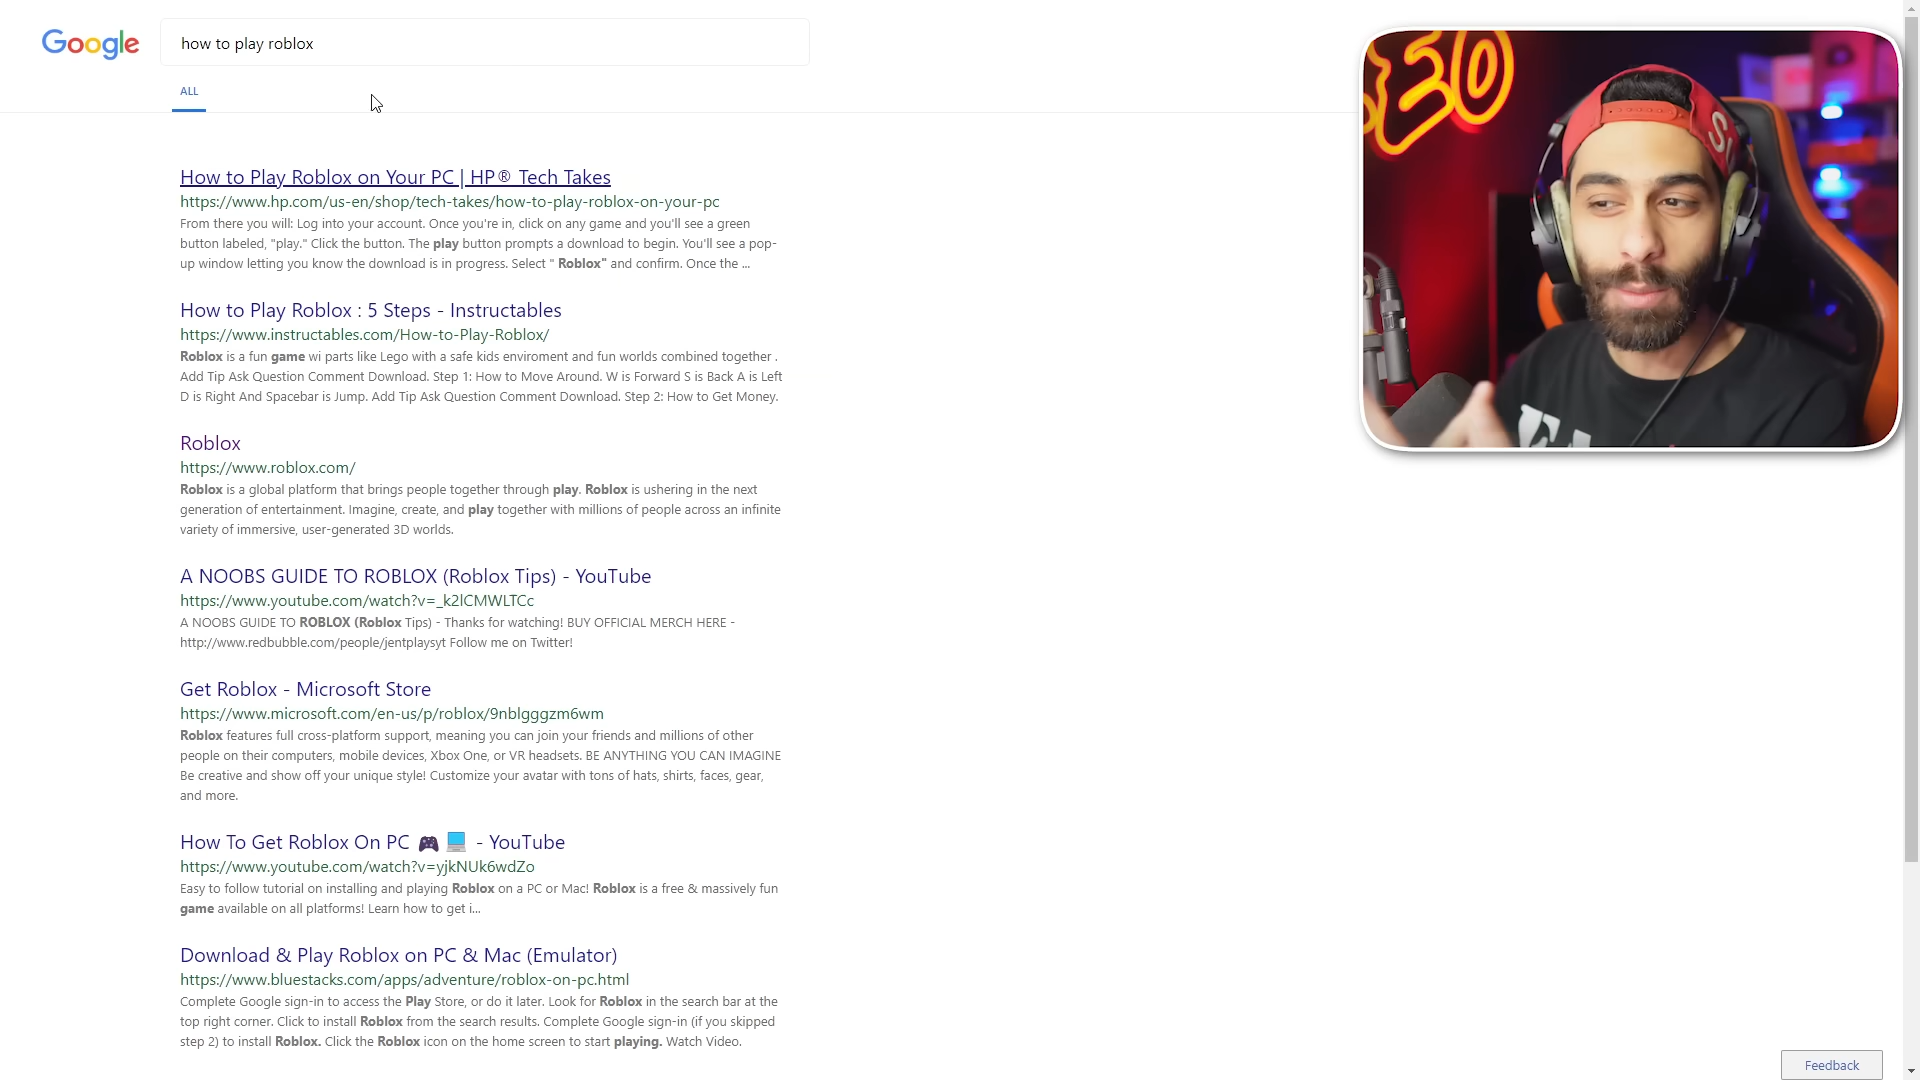 Google
how to play roblox
ALL
How to Play Roblox on Your PC | HP® Tech Takes
https://www.hp.com/us-en/shop/tech-takes/how-to-play-roblox-on-your-pc
From there you will: Log into your account. Once you're in, click on any game and you'll see a green
button labeled, "play." Click the button. The play button prompts a download to begin. You'll see a pop-
up window letting you know the download is in progress. Select " Roblox" and confirm. Once the ...
How to Play Roblox : 5 Steps - Instructables
https://www.instructables.com/How-to-Play-Roblox/
Roblox is a fun game wi parts like Lego with a safe kids enviroment and fun worlds combined together .
Add Tip Ask Question Comment Download. Step 1: How to Move Around. W is Forward S is Back A is Left
D is Right And Spacebar is Jump. Add Tip Ask Question Comment Download. Step 2: How to Get Money.
Roblox
https://www.roblox.com/
Roblox is a global platform that brings people together through play. Roblox is ushering in the next
generation of entertainment. Imagine, create, and play together with millions of people across an infinite
variety of immersive, user-generated 3D worlds.
A NOOBS GUIDE TO ROBLOX (Roblox Tips) - YouTube
https://www.youtube.com/watch?v=_k2lCMWLTCc
A NOOBS GUIDE TO ROBLOX (Roblox Tips) - Thanks for watching! BUY OFFICIAL MERCH HERE -
http://www.redbubble.com/people/jentplaysyt Follow me on Twitter!
Get Roblox - Microsoft Store
https://www.microsoft.com/en-us/p/roblox/9nblgggzm6wm
Roblox features full cross-platform support, meaning you can join your friends and millions of other
people on their computers, mobile devices, Xbox One, or VR headsets. BE ANYTHING YOU CAN IMAGINE
Be creative and show off your unique style! Customize your avatar with tons of hats, shirts, faces, gear,
and more.
How To Get Roblox On PC 🎮 💻 - YouTube
https://www.youtube.com/watch?v=yjkNUk6wdZo
Easy to follow tutorial on installing and playing Roblox on a PC or Mac! Roblox is a free & massively fun
game available on all platforms! Learn how to get i...
Download & Play Roblox on PC & Mac (Emulator)
https://www.bluestacks.com/apps/adventure/roblox-on-pc.html
Complete Google sign-in to access the Play Store, or do it later. Look for Roblox in the search bar at the
top right corner. Click to install Roblox from the search results. Complete Google sign-in (if you skipped
step 2) to install Roblox. Click the Roblox icon on the home screen to start playing. Watch Video.
Feedback